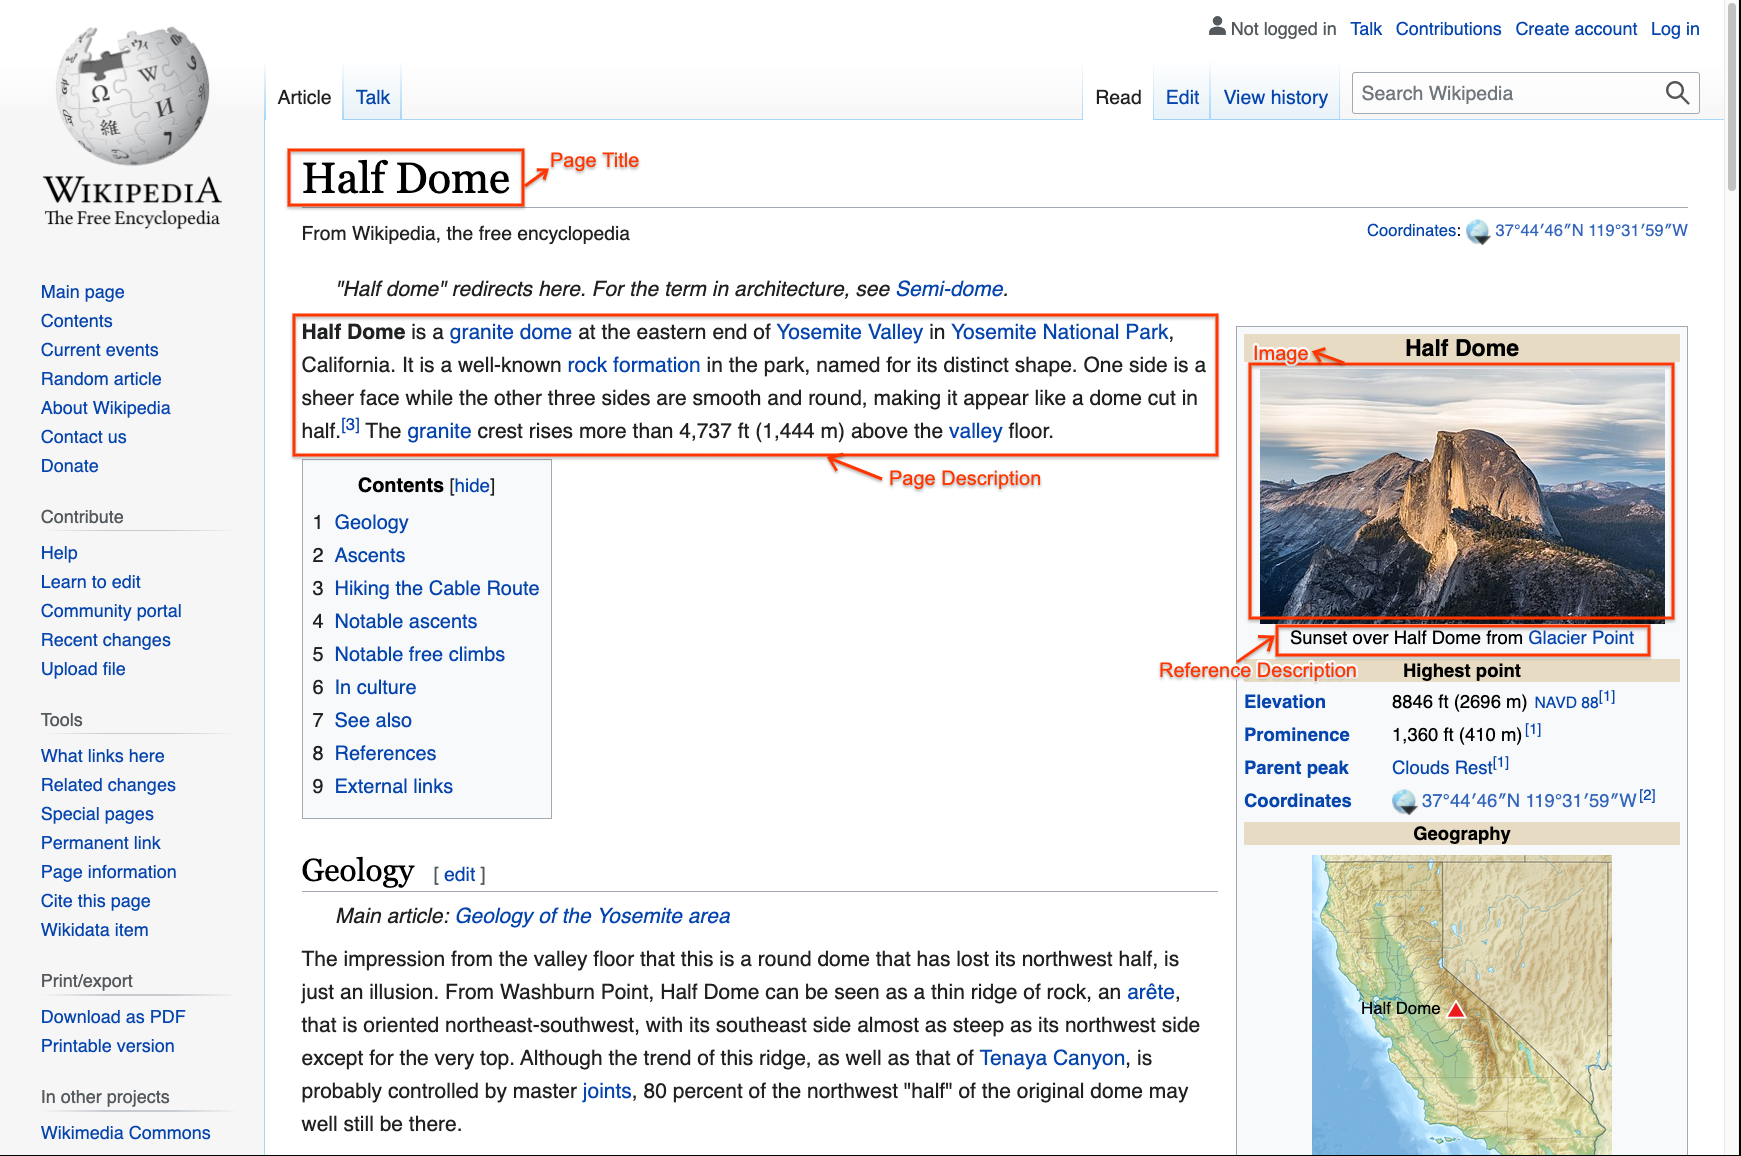 Not logged in Talk Contributions Create account Log in
Article Talk Read Edit View history Search Wikipedia
WIKIPEDIA
The Free Encyclopedia
Main page
Contents
Current events
Random article
About Wikipedia
Contact us
Donate
Contribute
Help
Learn to edit
Community portal
Recent changes
Upload file
Tools
What links here
Related changes
Special pages
Permanent link
Page information
Cite this page
Wikidata item
Print/export
Download as PDF
Printable version
In other projects
Wikimedia Commons
Half Dome
Page Title
From Wikipedia, the free encyclopedia
Coordinates: 37°44′46″N 119°31′59″W
"Half dome" redirects here. For the term in architecture, see Semi-dome.
Half Dome is a granite dome at the eastern end of Yosemite Valley in Yosemite National Park,
California. It is a well-known rock formation in the park, named for its distinct shape. One side is a
sheer face while the other three sides are smooth and round, making it appear like a dome cut in
half.[3] The granite crest rises more than 4,737 ft (1,444 m) above the valley floor.
Page Description
Contents [hide]
1 Geology
2 Ascents
3 Hiking the Cable Route
4 Notable ascents
5 Notable free climbs
6 In culture
7 See also
8 References
9 External links
Geology [ edit ]
Main article: Geology of the Yosemite area
The impression from the valley floor that this is a round dome that has lost its northwest half, is
just an illusion. From Washburn Point, Half Dome can be seen as a thin ridge of rock, an arête,
that is oriented northeast-southwest, with its southeast side almost as steep as its northwest side
except for the very top. Although the trend of this ridge, as well as that of Tenaya Canyon, is
probably controlled by master joints, 80 percent of the northwest "half" of the original dome may
well still be there.
Half Dome
Image
Sunset over Half Dome from Glacier Point
Reference Description
Highest point
Elevation 8846 ft (2696 m) NAVD 88[1]
Prominence 1,360 ft (410 m)[1]
Parent peak Clouds Rest[1]
Coordinates 37°44′46″N 119°31′59″W[2]
Geography
Half Dome